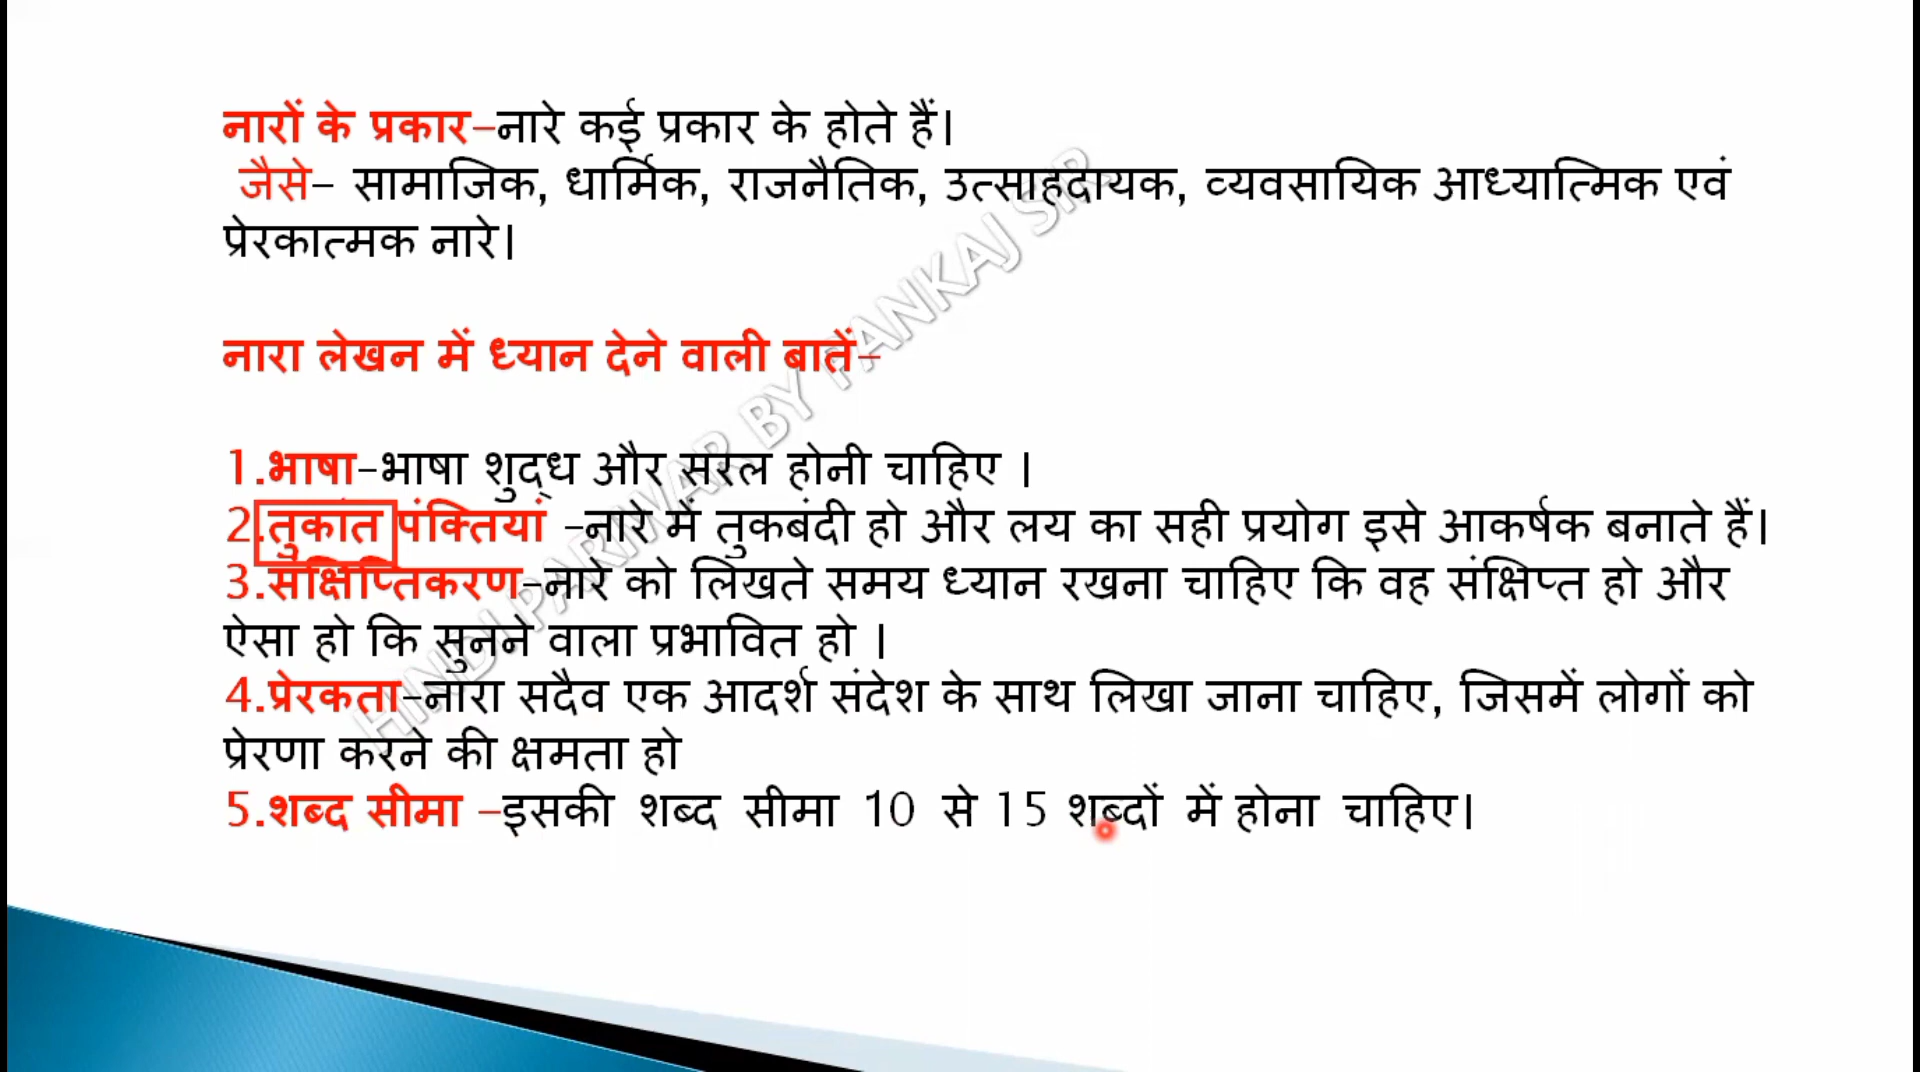 नारों के प्रकार–नारे कई प्रकार के होते हैं।
जैसे– सामाजिक, धार्मिक, राजनैतिक, उत्साहदायक, व्यवसायिक आध्यात्मिक एवं
प्रेरकात्मक नारे।
नारा लेखन में ध्यान देने वाली बातें–
1.भाषा–भाषा शुद्ध और सरल होनी चाहिए ।
2.तुकांत पंक्तियां –नारे में तुकबंदी हो और लय का सही प्रयोग इसे आकर्षक बनाते हैं।
3.संक्षिप्तिकरण–नारे को लिखते समय ध्यान रखना चाहिए कि वह संक्षिप्त हो और
ऐसा हो कि सुनने वाला प्रभावित हो ।
4.प्रेरकता–नारा सदैव एक आदर्श संदेश के साथ लिखा जाना चाहिए, जिसमें लोगों को
प्रेरणा करने की क्षमता हो
5.शब्द सीमा –इसकी शब्द सीमा 10 से 15 शब्दों में होना चाहिए।
HINDI PARIWAR BY PANKAJ SIR